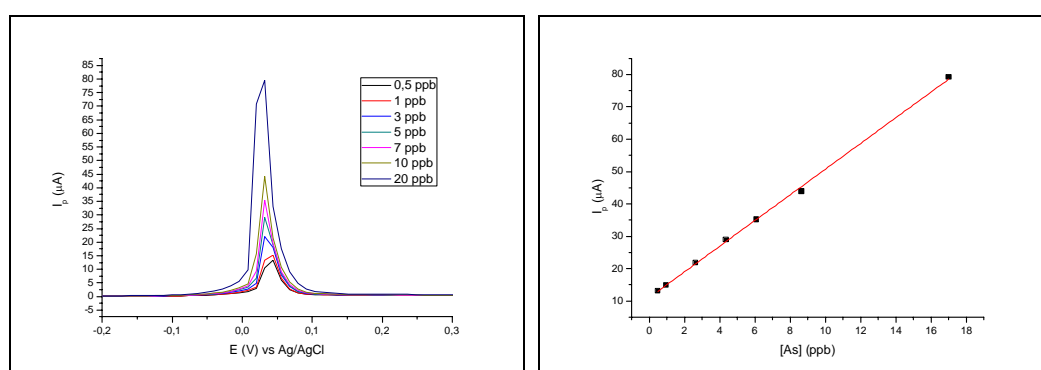 85
80
75
70
65
60
55
50
45
40
35
30
25
20
15
10
5
0
-5
I_p (μA)
0,5 ppb
1 ppb
3 ppb
5 ppb
7 ppb
10 ppb
20 ppb
-0,2 -0,1 0,0 0,1 0,2 0,3
E (V) vs Ag/AgCl
80
70
60
50
40
30
20
10
I_p (μA)
0 2 4 6 8 10 12 14 16 18
[As] (ppb)